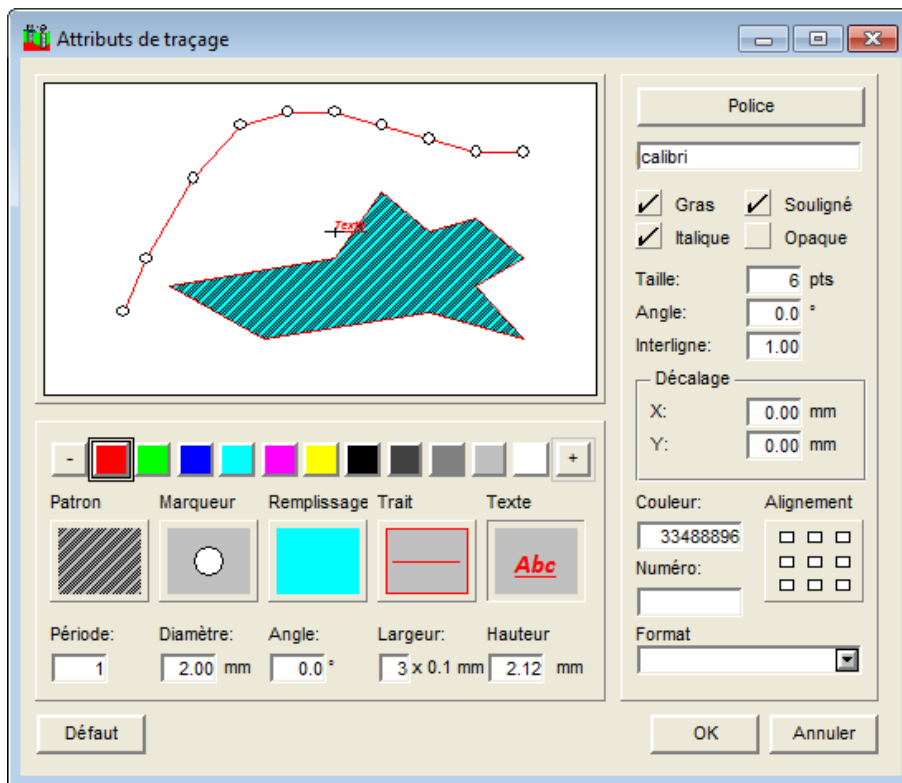 Attributs de traçage
Texte
Police
calibri
Gras
Souligné
Italique
Opaque
Taille: 6 pts
Angle: 0.0 °
Interligne: 1.00
Décalage
X: 0.00 mm
Y: 0.00 mm
- +
Patron Marqueur Remplissage Trait Texte
Abc
Période: Diamètre: Angle: Largeur: Hauteur
1 2.00 mm 0.0 ° 3 x 0.1 mm 2.12 mm
Couleur: Alignement
33488896
Numéro:
Format
Défaut OK Annuler